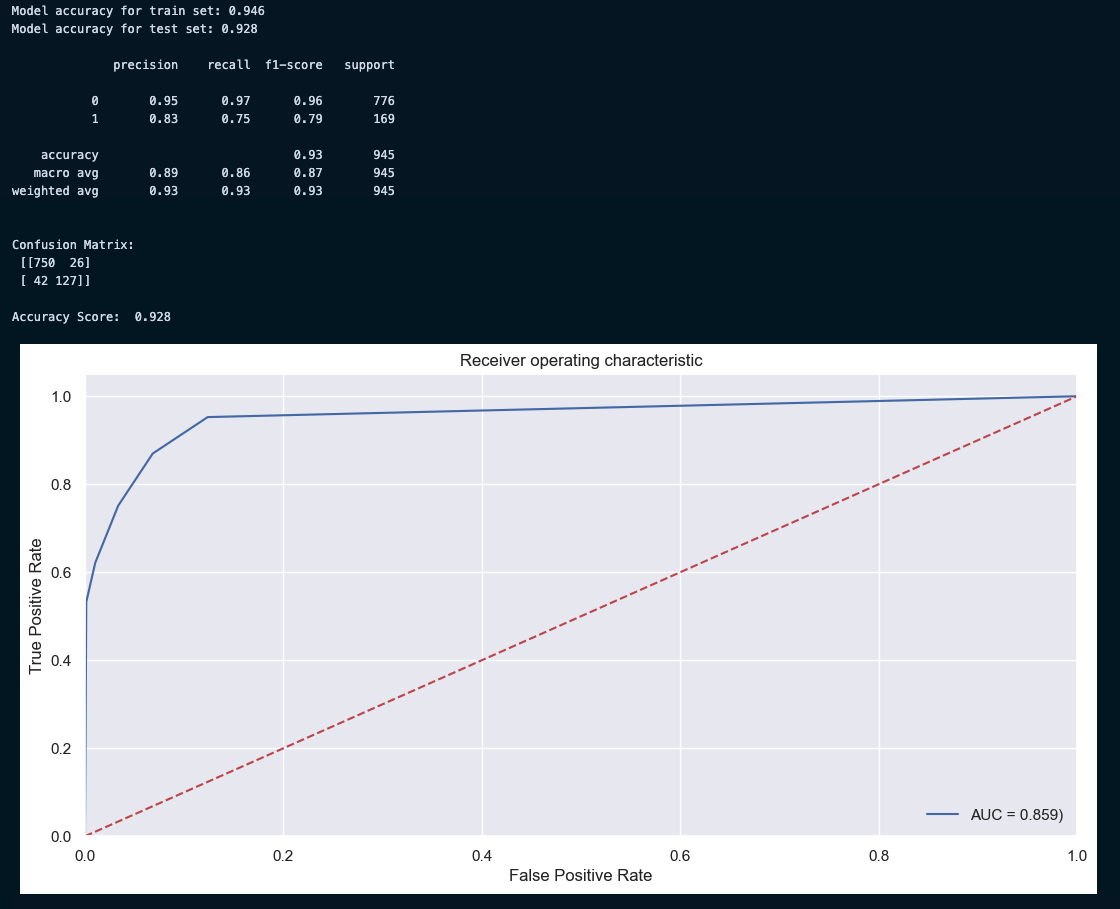 Model accuracy for train set: 0.946
Model accuracy for test set: 0.928
precision recall f1-score support
0 0.95 0.97 0.96 776
1 0.83 0.75 0.79 169
accuracy 0.93 945
macro avg 0.89 0.86 0.87 945
weighted avg 0.93 0.93 0.93 945
Confusion Matrix:
[[750 26]
[ 42 127]]
Accuracy Score: 0.928
Receiver operating characteristic
1.0
0.8
0.6
0.4
0.2
0.0
True Positive Rate
AUC = 0.859)
0.0 0.2 0.4 0.6 0.8 1.0
False Positive Rate